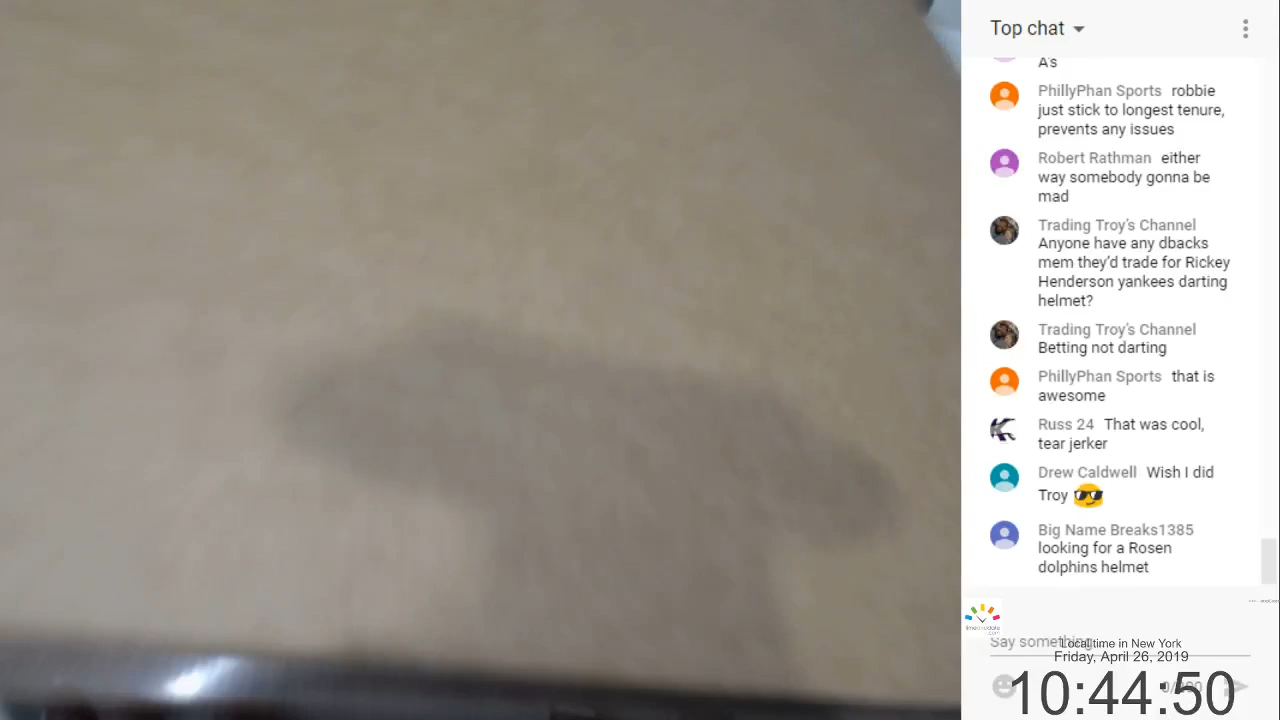 Top chat
A's
PhillyPhan Sports robbie
just stick to longest tenure,
prevents any issues
Robert Rathman either
way somebody gonna be
mad
Trading Troy's Channel
Anyone have any dbacks
mem they'd trade for Rickey
Henderson yankees darting
helmet?
Trading Troy's Channel
Betting not darting
PhillyPhan Sports that is
awesome
Russ 24 That was cool,
tear jerker
Drew Caldwell Wish I did
Troy 😎
Big Name Breaks1385
looking for a Rosen
dolphins helmet
Say something...
Local time in New York
Friday, April 26, 2019
10:44:50